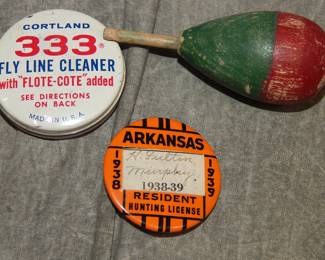 CORTLAND
333®
FLY LINE CLEANER
with "FLOTE-COTE" added
SEE DIRECTIONS
ON BACK
MADE IN U.S.A.
ARKANSAS
1938
H. Fulton
Murphy
1938-39
1939
RESIDENT
HUNTING LICENSE